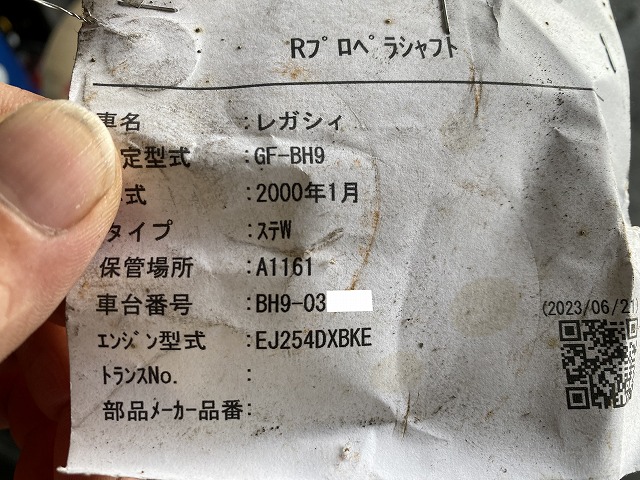 Rﾌﾟﾛﾍﾟﾗｼｬﾌﾄ
車名 :レガシィ
定型式 :GF-BH9
式 :2000年1月
タイプ :ｽﾃW
保管場所 :A1161
車台番号 :BH9-03
ｴﾝｼﾞﾝ型式 :EJ254DXBKE
ﾄﾗﾝｽNo. :
部品ﾒｰｶｰ品番:
(2023/06/21)